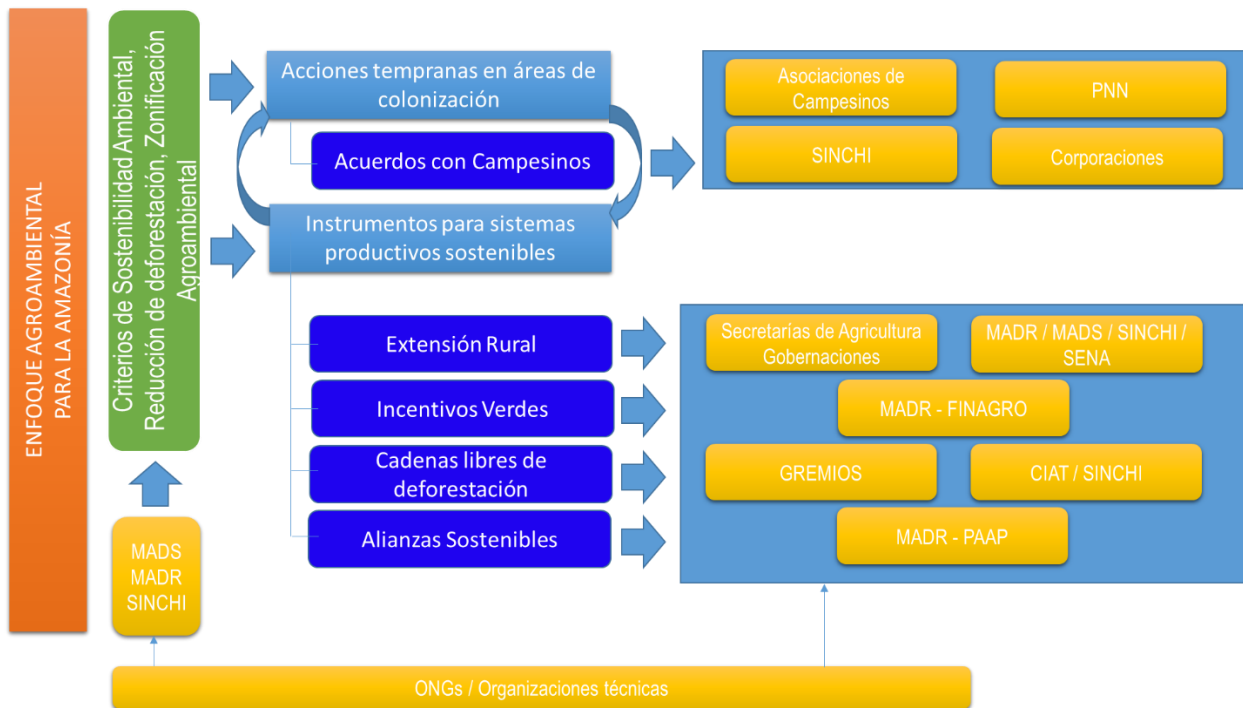 ENFOQUE AGROAMBIENTAL
PARA LA AMAZONÍA
Criterios de Sostenibilidad Ambiental,
Reducción de deforestación, Zonificación
Agroambiental
MADS
MADR
SINCHI
Acciones tempranas en áreas de
colonización
Acuerdos con Campesinos
Instrumentos para sistemas
productivos sostenibles
Asociaciones de
Campesinos
PNN
SINCHI
Corporaciones
Extensión Rural
Incentivos Verdes
Cadenas libres de
deforestación
Alianzas Sostenibles
Secretarías de Agricultura
Gobernaciones
MADR / MADS / SINCHI /
SENA
MADR - FINAGRO
GREMIOS
CIAT / SINCHI
MADR - PAAP
ONGs / Organizaciones técnicas